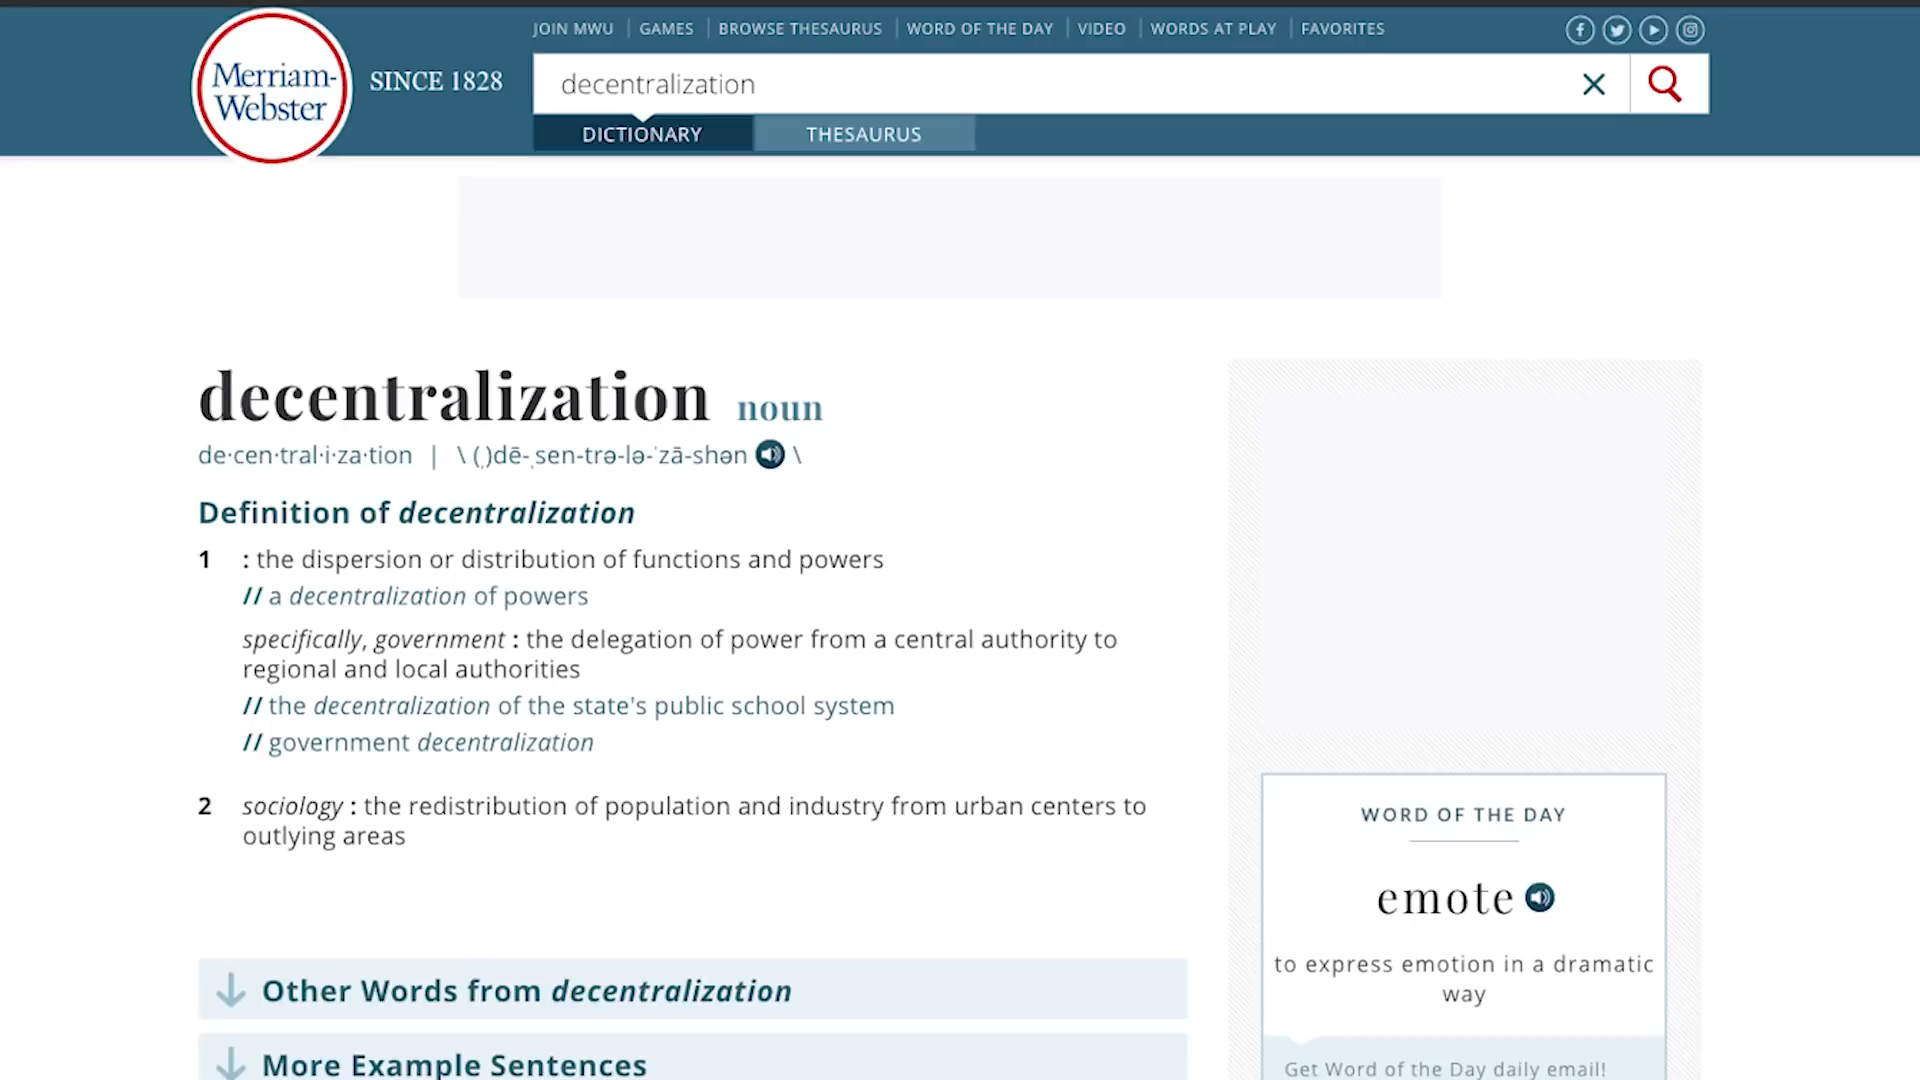 JOIN MWU | GAMES | BROWSE THESAURUS | WORD OF THE DAY | VIDEO | WORDS AT PLAY | FAVORITES
Merriam-
Webster
SINCE 1828
decentralization
DICTIONARY THESAURUS
decentralization noun
de·cen·tral·i·za·tion | \ (ˌ)dē-ˌsen-trə-lə-ˈzā-shən \
Definition of decentralization
1 : the dispersion or distribution of functions and powers
// a decentralization of powers
specifically, government : the delegation of power from a central authority to
regional and local authorities
// the decentralization of the state's public school system
// government decentralization
2 sociology : the redistribution of population and industry from urban centers to
outlying areas
Other Words from decentralization
More Example Sentences
WORD OF THE DAY
emote
to express emotion in a dramatic
way
Get Word of the Day daily email!